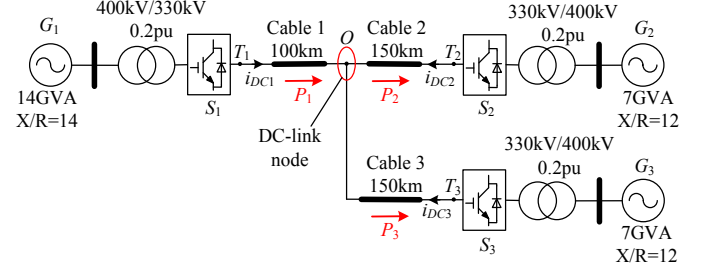 400kV/330kV
0.2pu
G1
14GVA
X/R=14
S1
T1
iDC1
Cable 1
100km
P1
O
DC-link
node
Cable 2
150km
P2
T2
iDC2
S2
330kV/400kV
0.2pu
G2
7GVA
X/R=12
Cable 3
150km
P3
T3
iDC3
S3
330kV/400kV
0.2pu
G3
7GVA
X/R=12